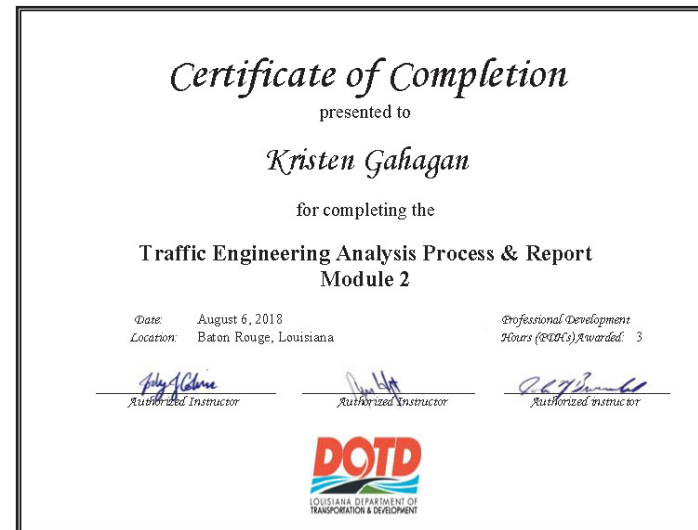 Certificate of Completion
presented to
Kristen Gahagan
for completing the
Traffic Engineering Analysis Process & Report
Module 2
Date: August 6, 2018
Location: Baton Rouge, Louisiana
Professional Development
Hours (PDHs) Awarded: 3
Authorized Instructor
Authorized Instructor
Authorized instructor
DOTD
LOUISIANA DEPARTMENT OF
TRANSPORTATION & DEVELOPMENT